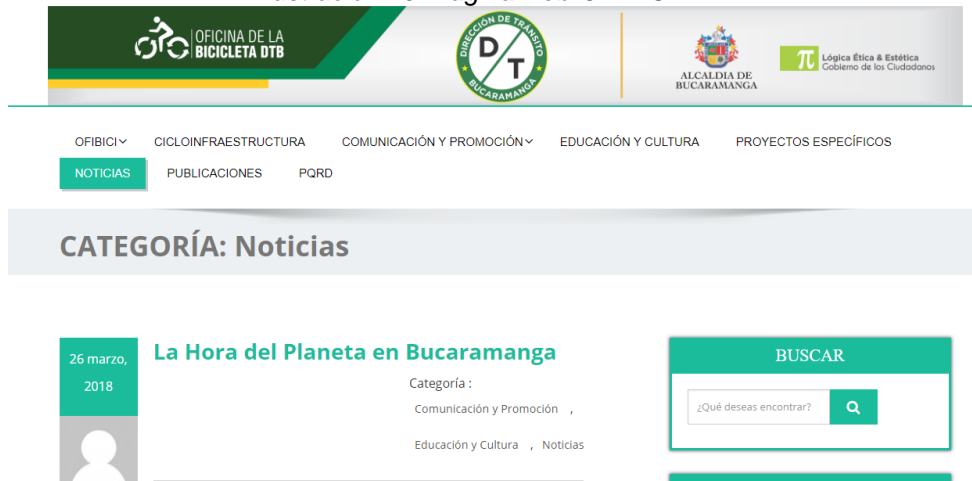 OFICINA DE LA
BICICLETA DTB
DIRECCIÓN DE TRÁNSITO
D
T
BUCARAMANGA
ALCALDIA DE
BUCARAMANGA
π
Lógica Ética & Estética
Gobierno de los Ciudadanos
OFIBICI CICLOINFRAESTRUCTURA COMUNICACIÓN Y PROMOCIÓN EDUCACIÓN Y CULTURA PROYECTOS ESPECÍFICOS
NOTICIAS PUBLICACIONES PQRD
CATEGORÍA: Noticias
26 marzo,
2018
La Hora del Planeta en Bucaramanga
Categoría :
Comunicación y Promoción ,
Educación y Cultura , Noticias
BUSCAR
¿Qué deseas encontrar?